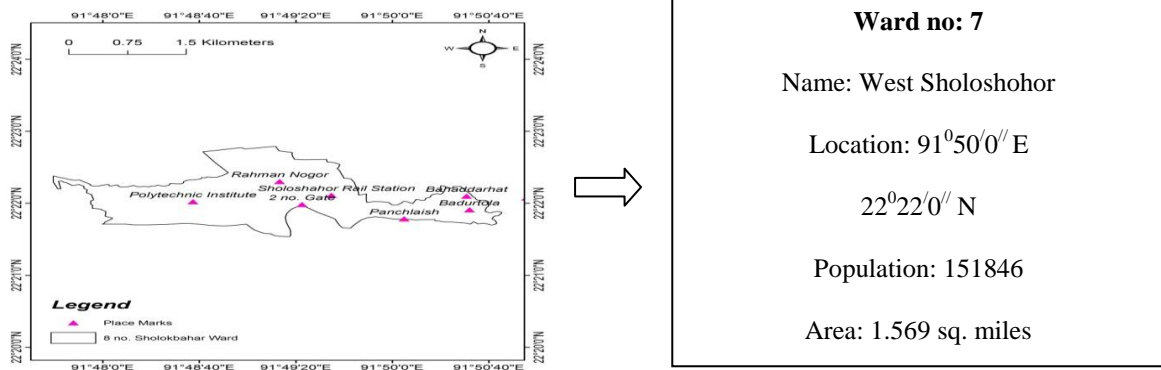 91°48'0"E 91°48'40"E 91°49'20"E 91°50'0"E 91°50'40"E
0 0.75 1.5 Kilometers
N
W E
S
22°24'0"N 22°24'0"N
22°23'0"N 22°23'0"N
Rahman Nogor
Sholoshahor Rail Station
Polytechnic Institute
2 no. Gate
Bahaddarhat
Badurtola
Panchlaish
22°22'0"N 22°22'0"N
22°21'0"N 22°21'0"N
Legend
Place Marks
8 no. Sholokbahar Ward
22°20'0"N 22°20'0"N
91°48'0"E 91°48'40"E 91°49'20"E 91°50'0"E 91°50'40"E
Ward no: 7
Name: West Sholoshohor
Location: 91⁰50/0// E
22⁰22/0// N
Population: 151846
Area: 1.569 sq. miles